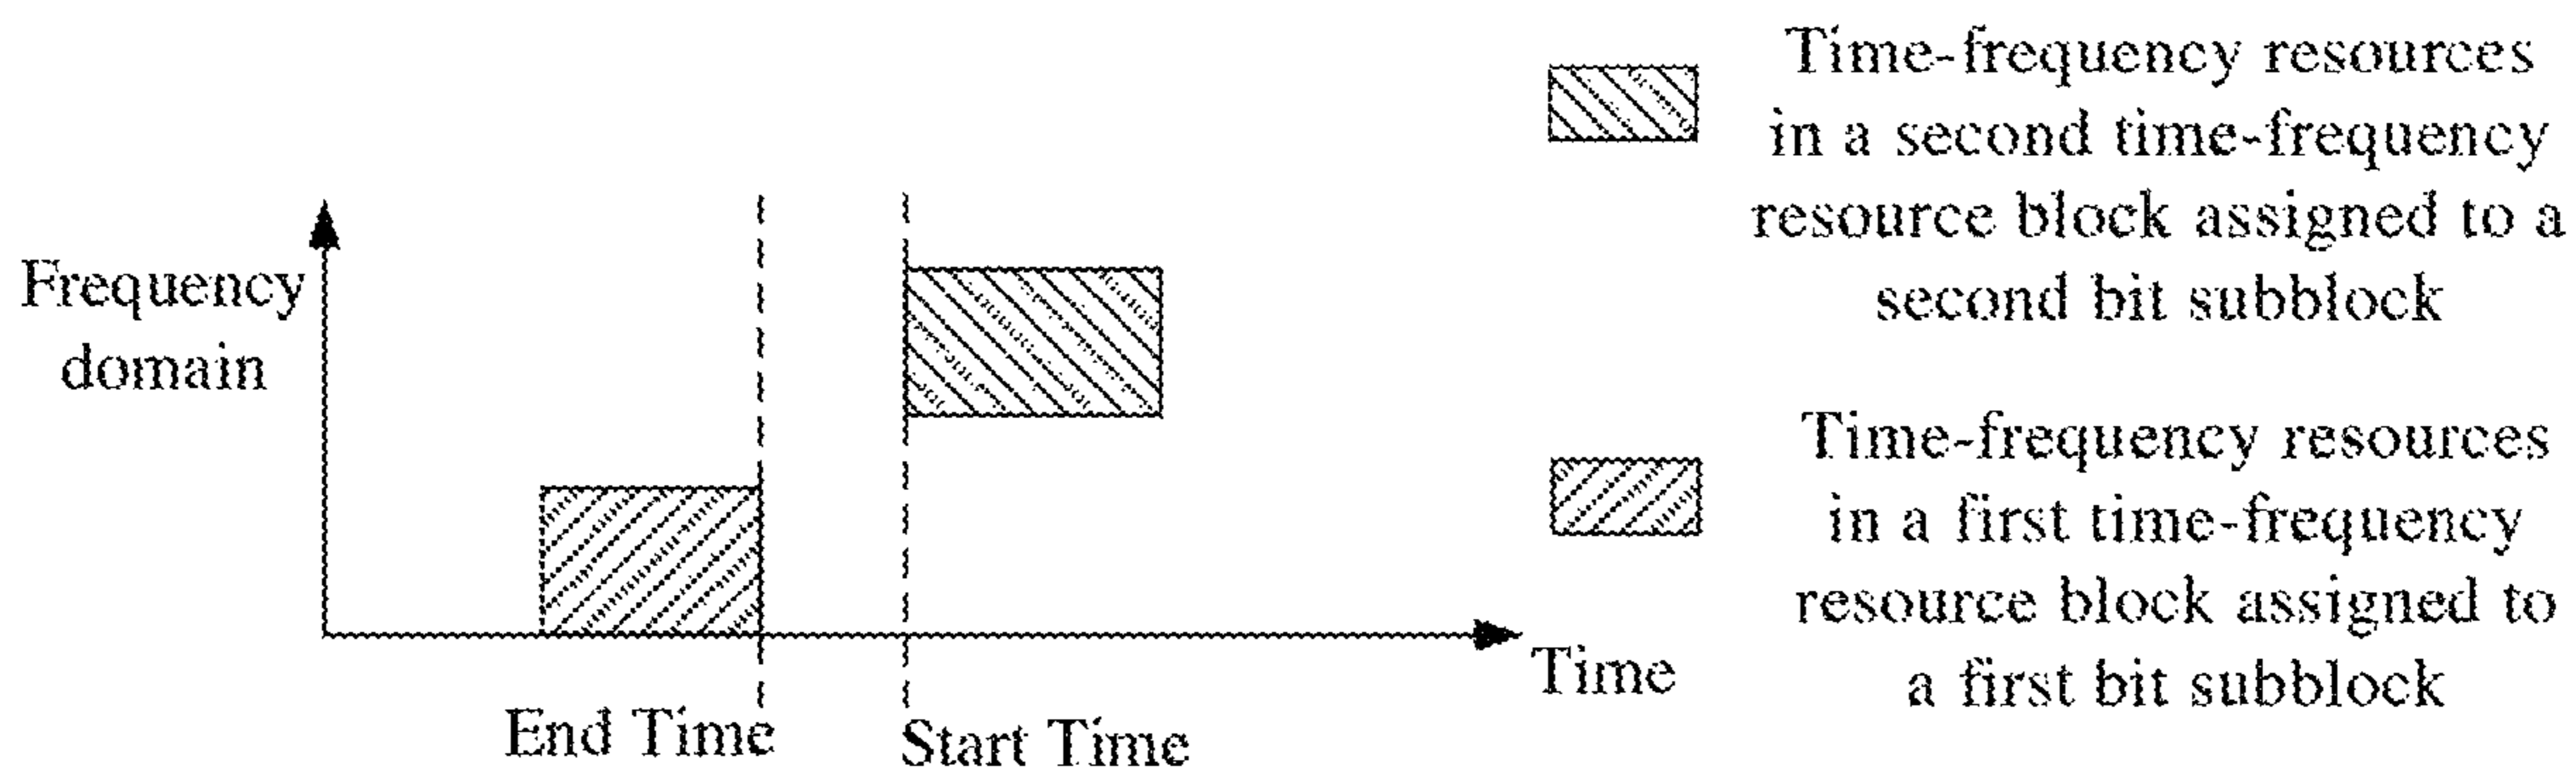 Frequency
domain
End Time
Start Time
Time
Time-frequency resources
in a second time-frequency
resource block assigned to a
second bit subblock
Time-frequency resources
in a first time-frequency
resource block assigned to
a first bit subblock